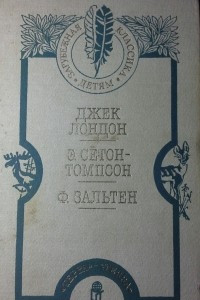 ЗАРУБЕЖНАЯ КЛАССИКА
ДЕТЯМ
ДЖЕК
ЛОНДОН
Э. СЕТОН-
ТОМПСОН
Ф. ЗАЛЬТЕН